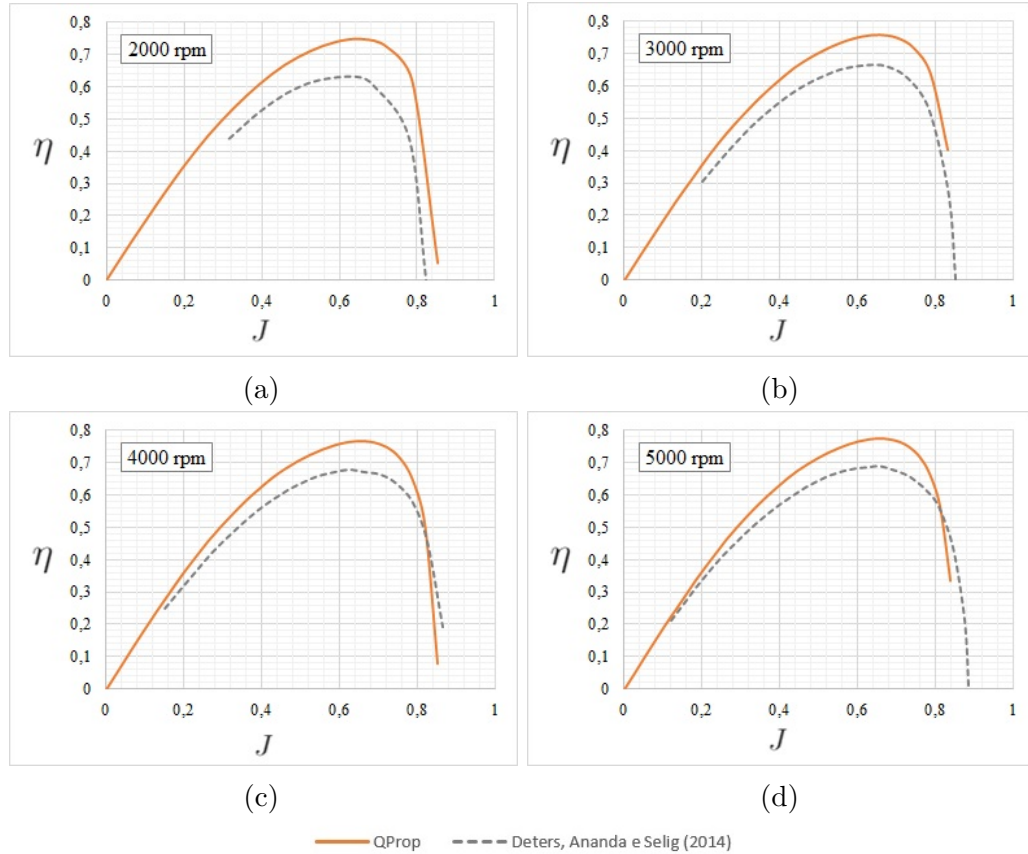 2000 rpm
0,8
0,7
0,6
0,5
0,4
0,3
0,2
0,1
0
η
0 0,2 0,4 0,6 0,8 1
J
(a)
3000 rpm
0,8
0,7
0,6
0,5
0,4
0,3
0,2
0,1
0
η
0 0,2 0,4 0,6 0,8 1
J
(b)
4000 rpm
0,8
0,7
0,6
0,5
0,4
0,3
0,2
0,1
0
η
0 0,2 0,4 0,6 0,8 1
J
(c)
5000 rpm
0,8
0,7
0,6
0,5
0,4
0,3
0,2
0,1
0
η
0 0,2 0,4 0,6 0,8 1
J
(d)
QProp Deters, Ananda e Selig (2014)